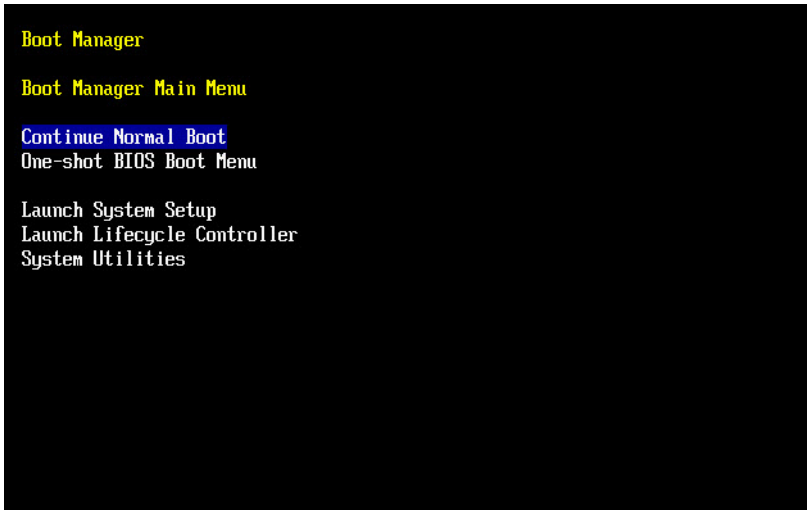 Boot Manager
Boot Manager Main Menu
Continue Normal Boot
One-shot BIOS Boot Menu
Launch System Setup
Launch Lifecycle Controller
System Utilities